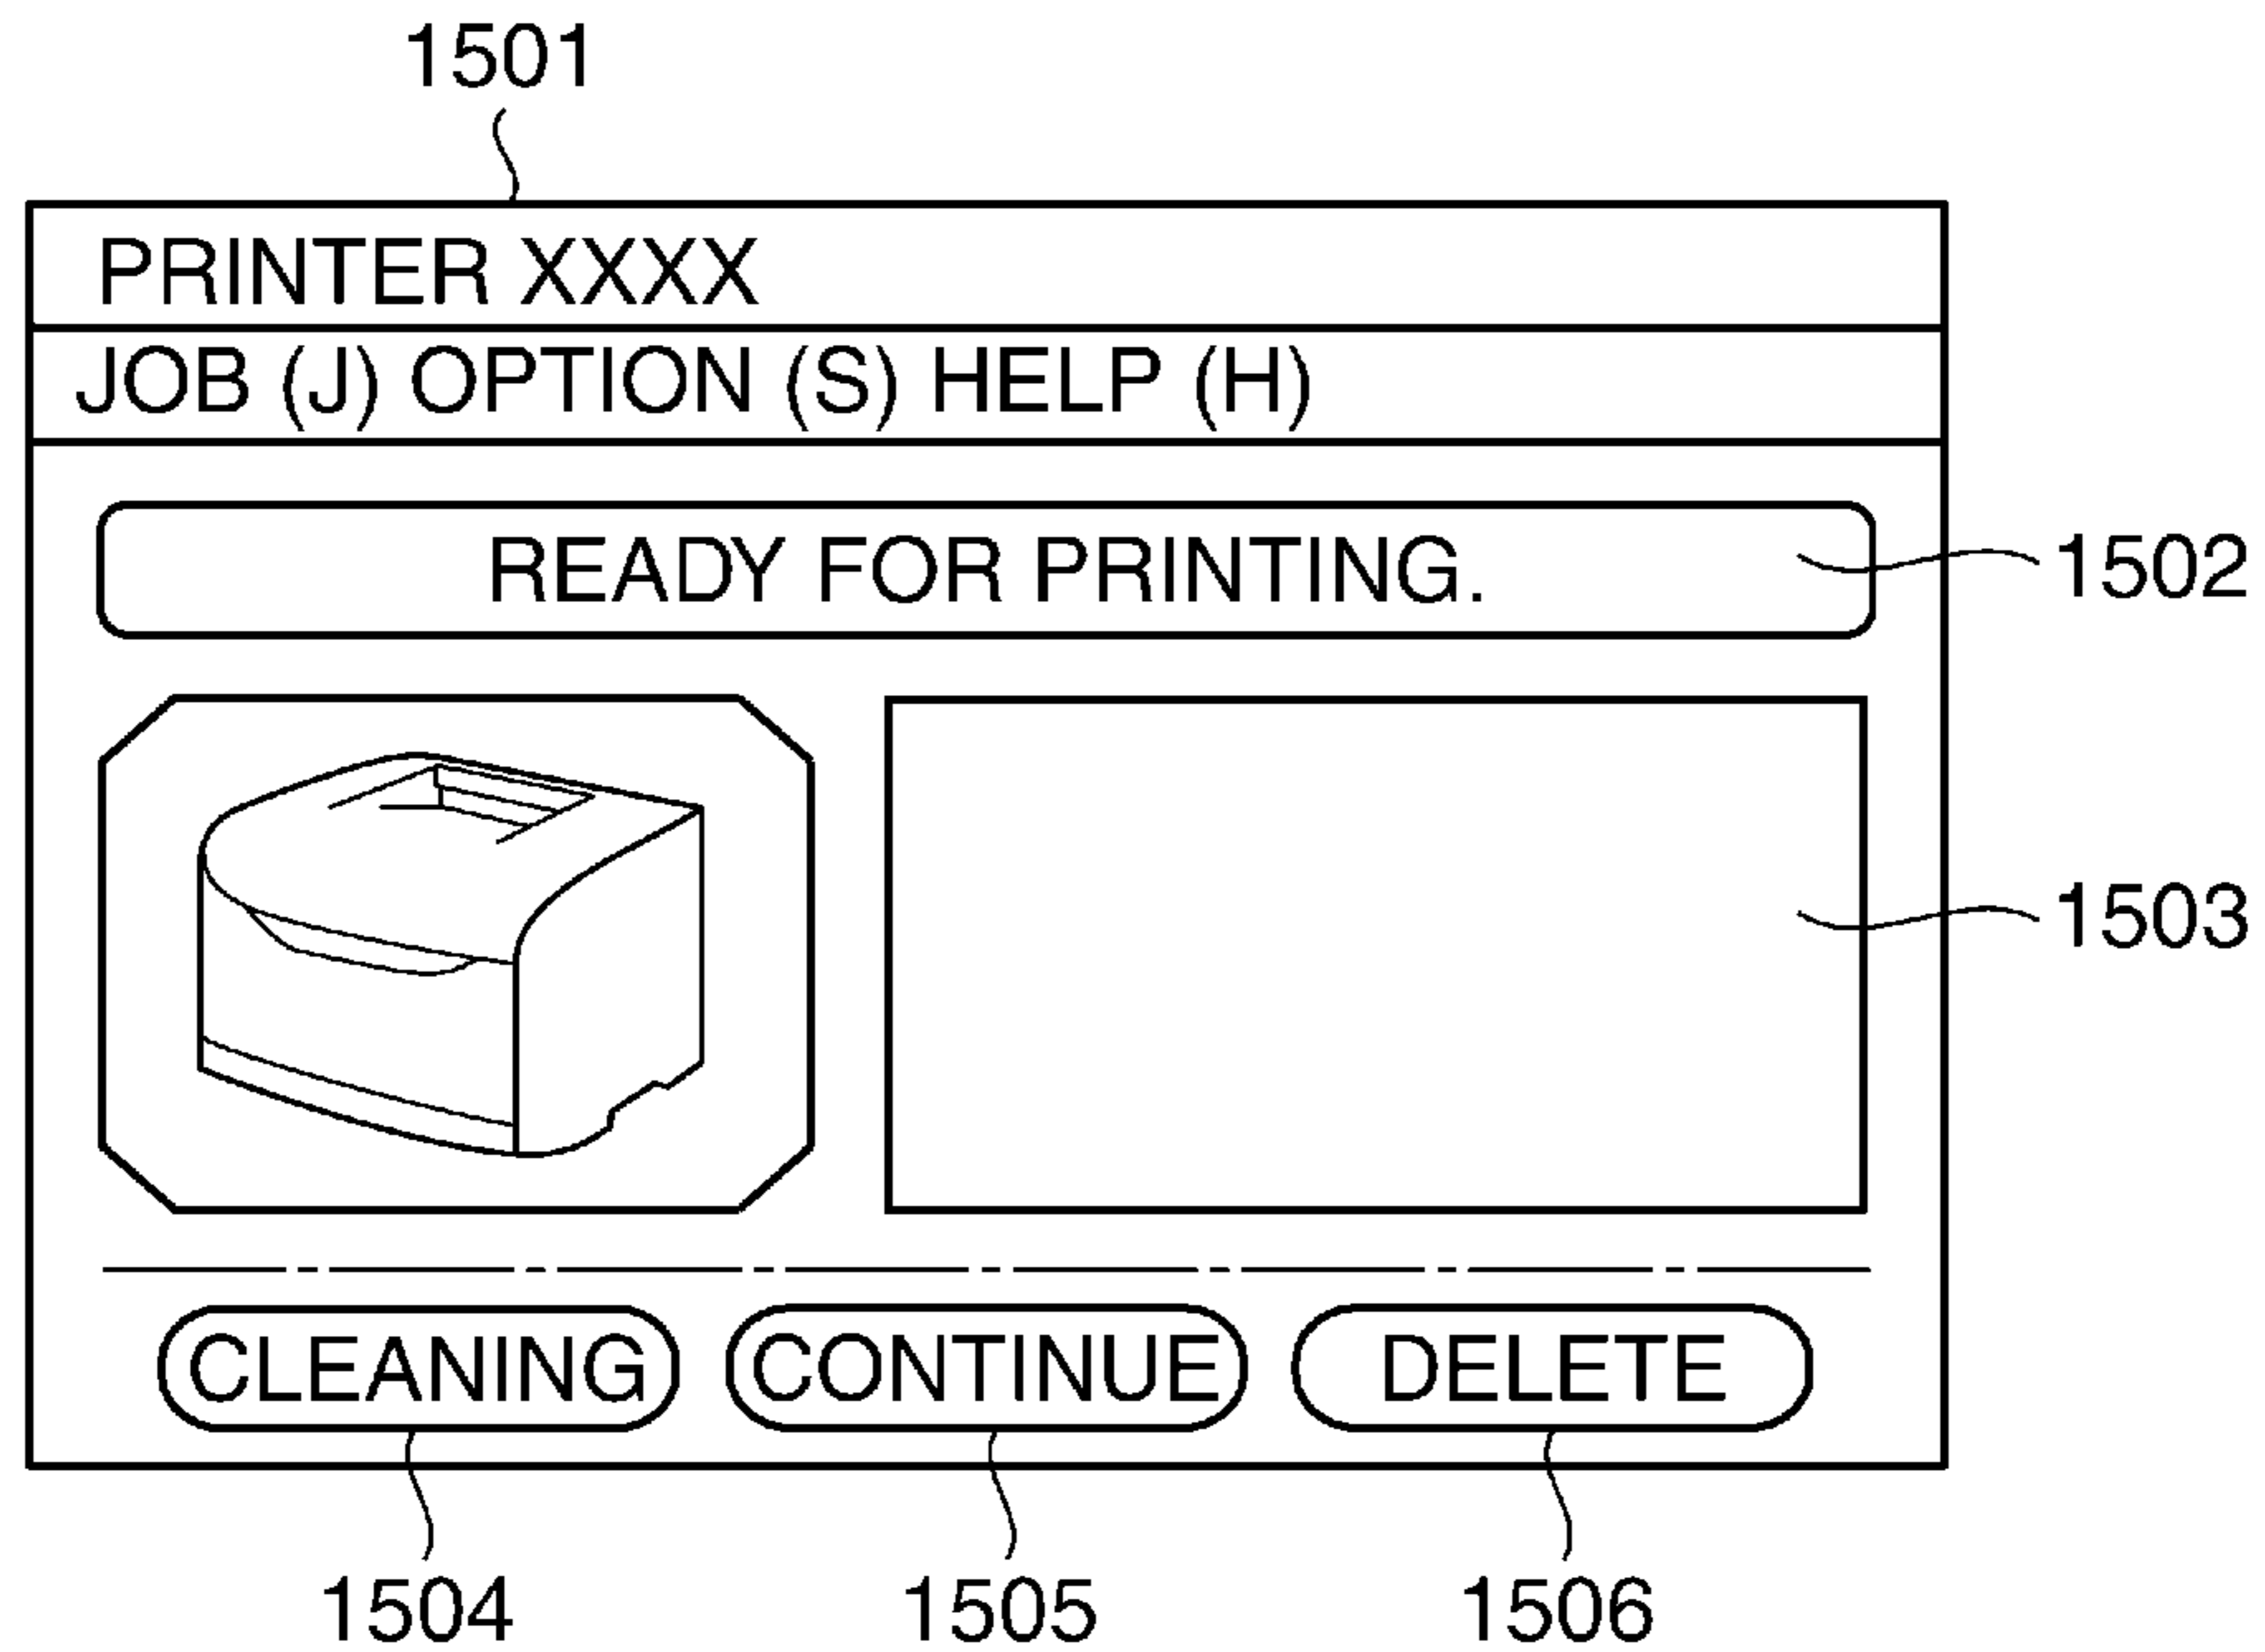 1501
PRINTER XXXX
JOB (J) OPTION (S) HELP (H)
READY FOR PRINTING.
1502
1503
CLEANING CONTINUE DELETE
1504 1505 1506